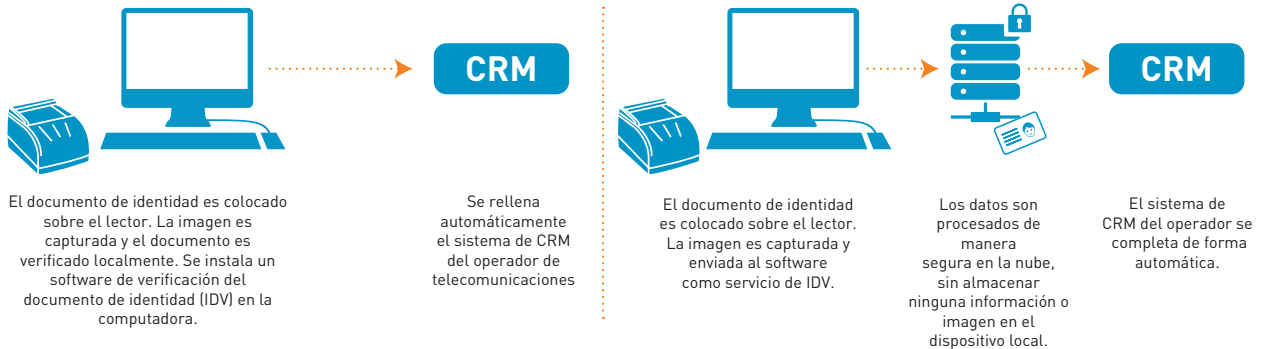 CRM
El documento de identidad es colocado
sobre el lector. La imagen es
capturada y el documento es
verificado localmente. Se instala un
software de verificación del
documento de identidad (IDV) en la
computadora.
Se rellena
automáticamente
el sistema de CRM
del operador de
telecomunicaciones
CRM
El documento de identidad
es colocado sobre el lector.
La imagen es capturada y
enviada al software
como servicio de IDV.
Los datos son
procesados de
manera
segura en la nube,
sin almacenar
ninguna información o
imagen en el
dispositivo local.
El sistema de
CRM del operador se
completa de forma
automática.